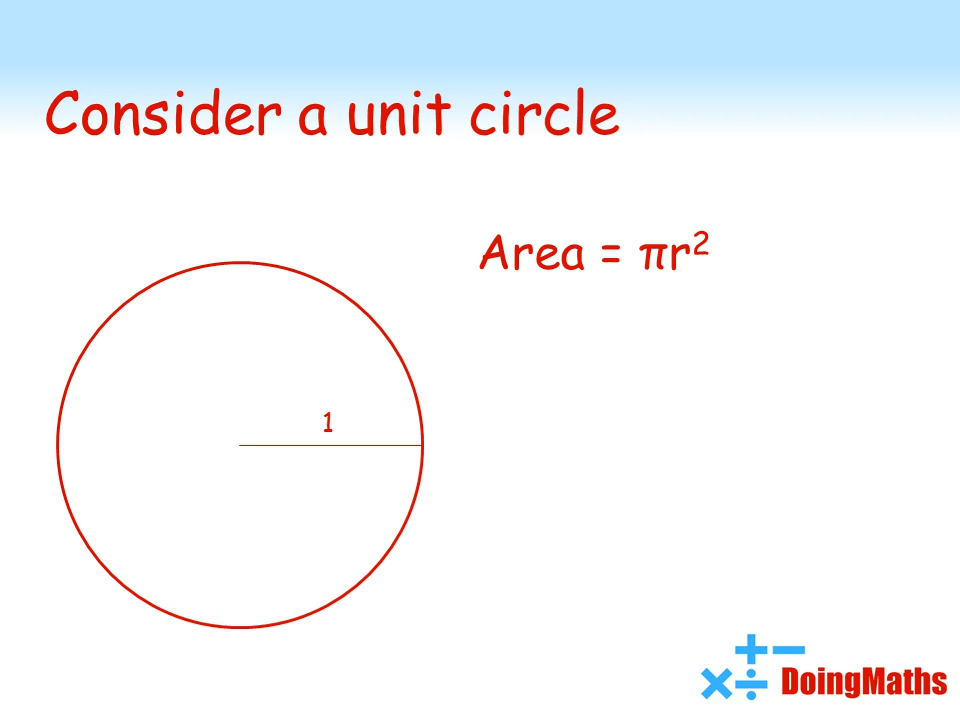 Consider a unit circle
Area = πr²
1
DoingMaths